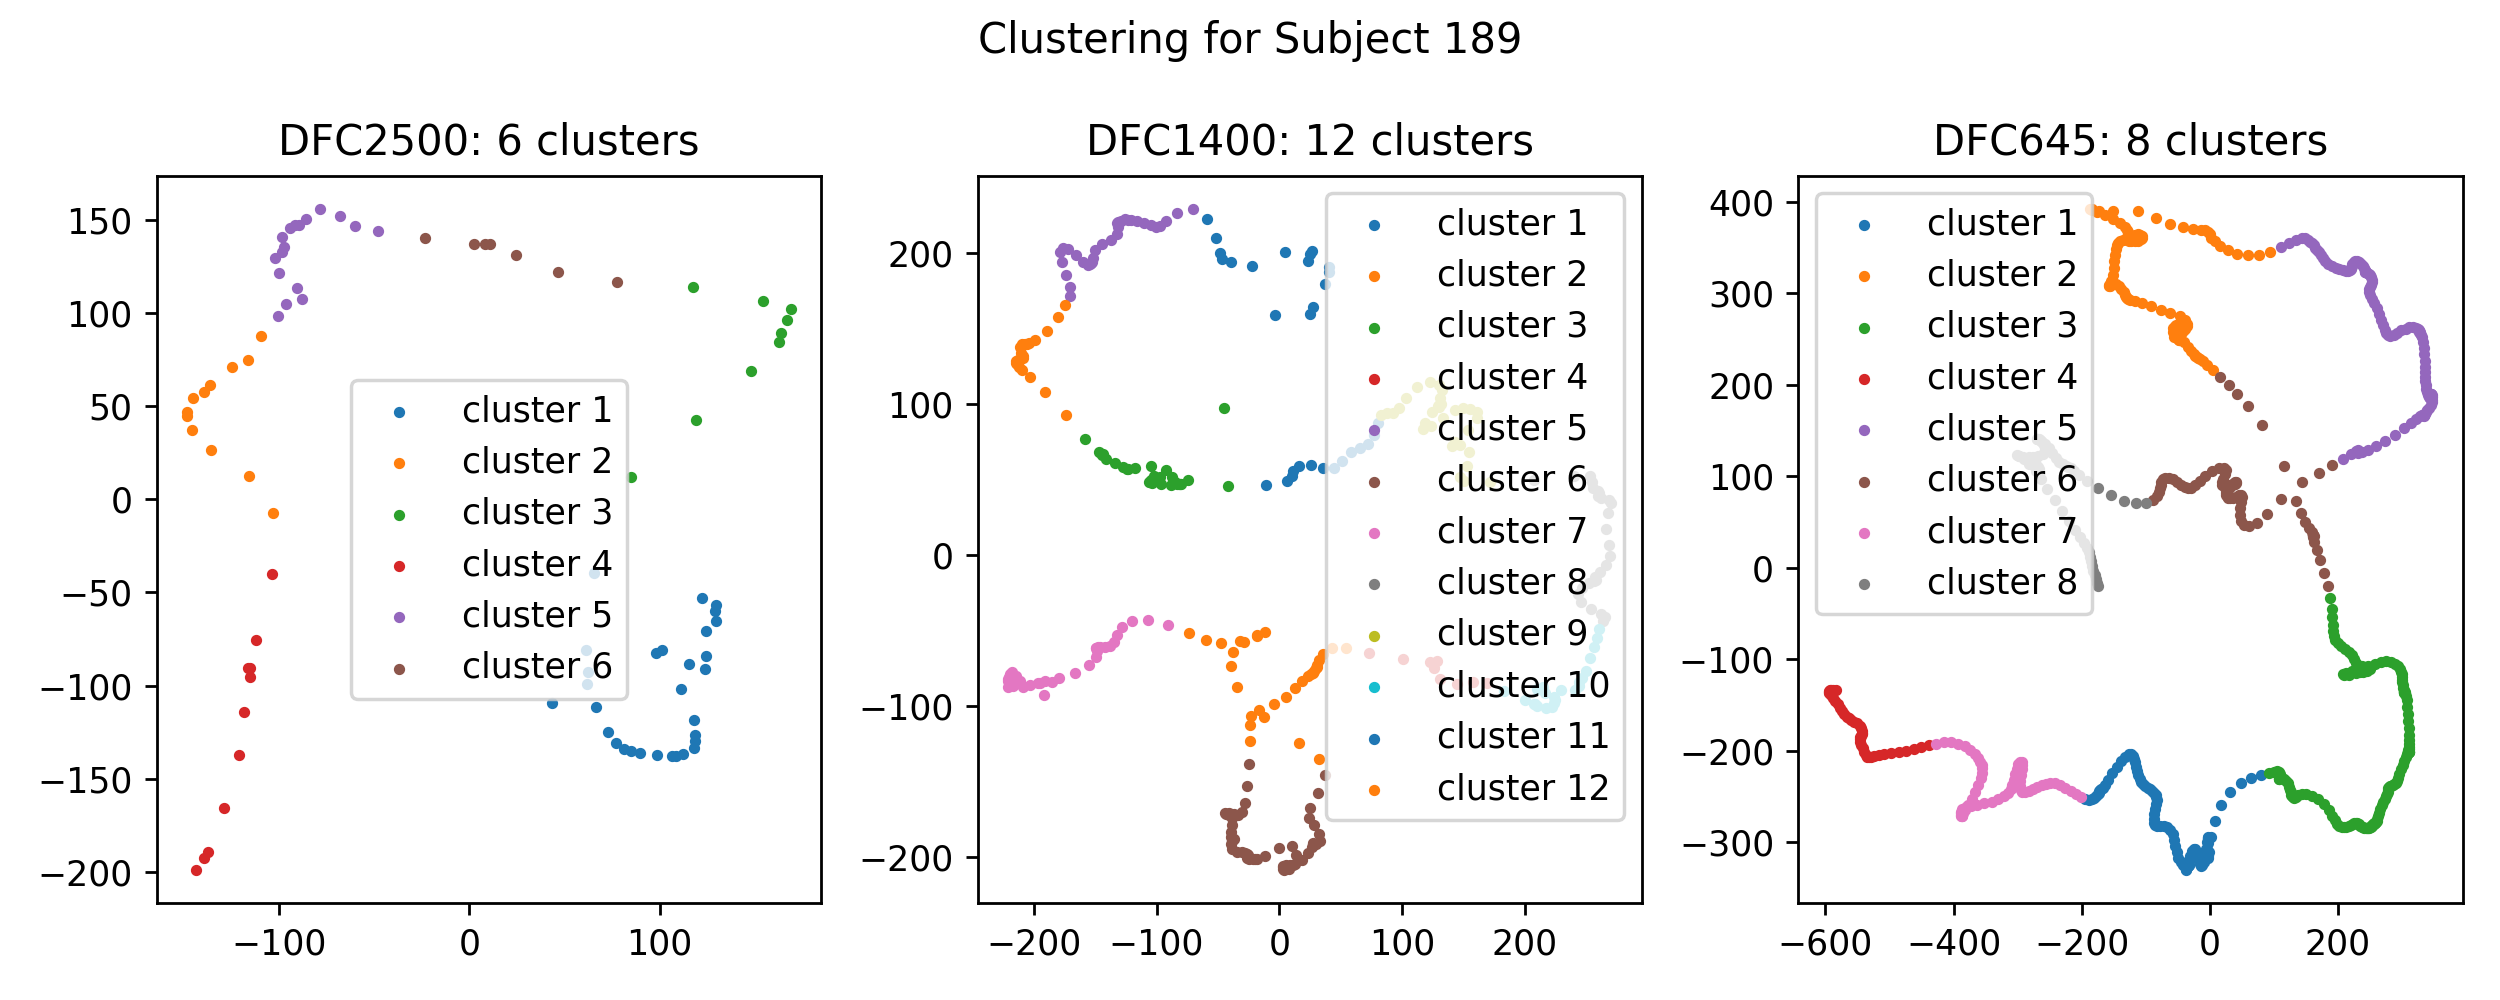 Clustering for Subject 189
DFC2500: 6 clusters
150
100
50
0
−50
−100
−150
−200
−100
0
100
cluster 1
cluster 2
cluster 3
cluster 4
cluster 5
cluster 6
DFC1400: 12 clusters
200
100
0
−100
−200
−200
−100
0
100
200
cluster 1
cluster 2
cluster 3
cluster 4
cluster 5
cluster 6
cluster 7
cluster 8
cluster 9
cluster 10
cluster 11
cluster 12
DFC645: 8 clusters
400
300
200
100
0
−100
−200
−300
−600
−400
−200
0
200
cluster 1
cluster 2
cluster 3
cluster 4
cluster 5
cluster 6
cluster 7
cluster 8